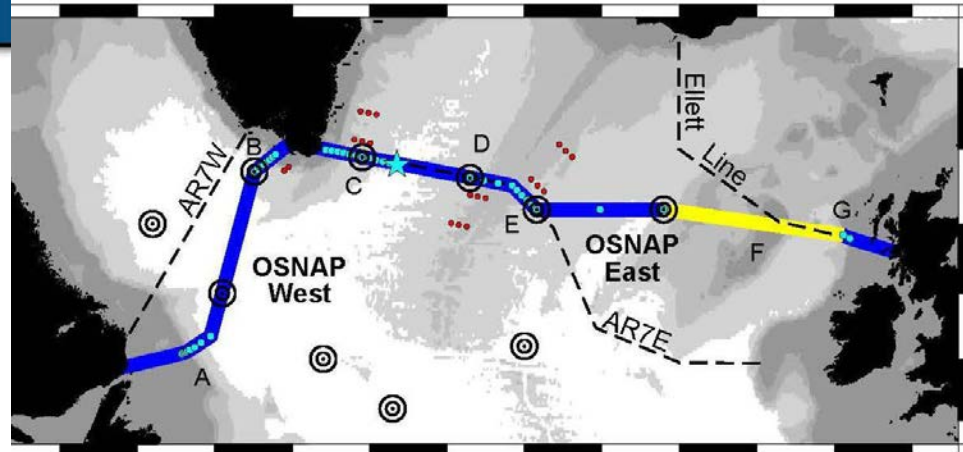 Ellett
Line
AR7W
B
D
C
G
E
F
OSNAP
West
OSNAP
East
AR7E
A